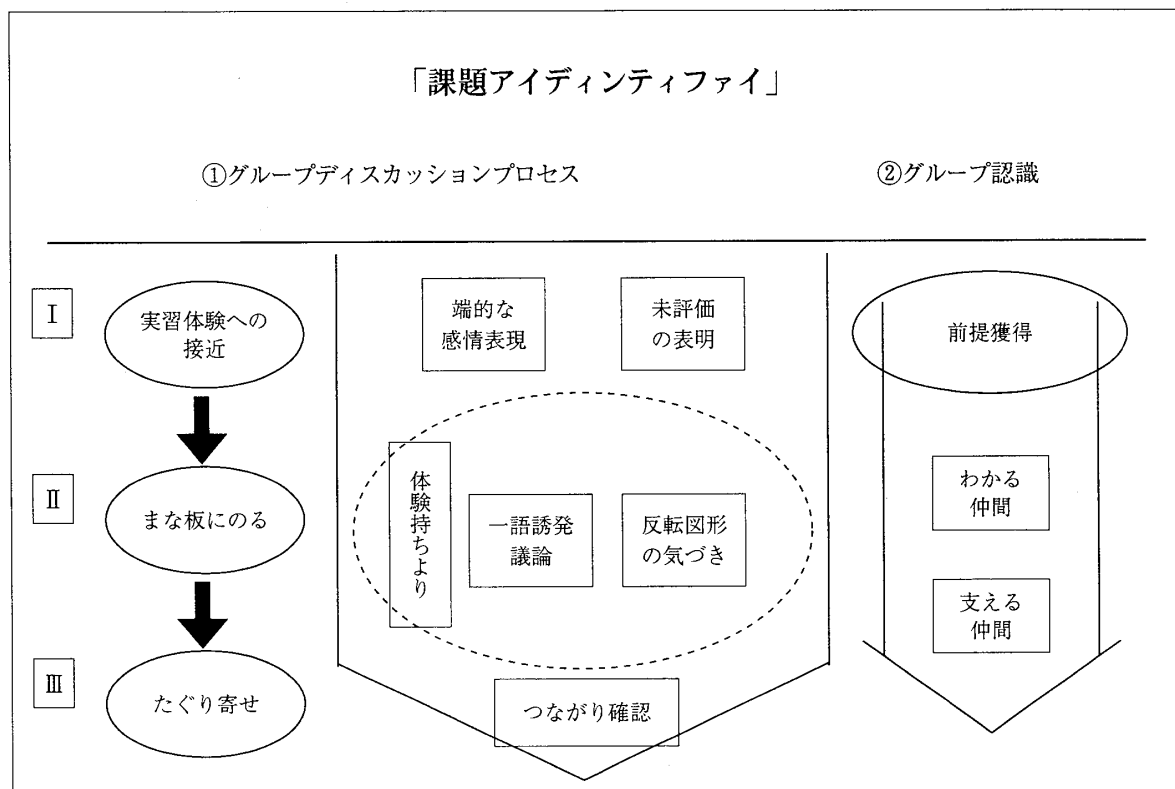 「課題アイディンティファイ」
①グループディスカッションプロセス
②グループ認識
Ⅰ
実習体験への
接近
端的な
感情表現
未評価
の表明
前提獲得
Ⅱ
まな板にのる
体験持ちより
一語誘発
議論
反転図形
の気づき
わかる
仲間
支える
仲間
Ⅲ
たぐり寄せ
つながり確認